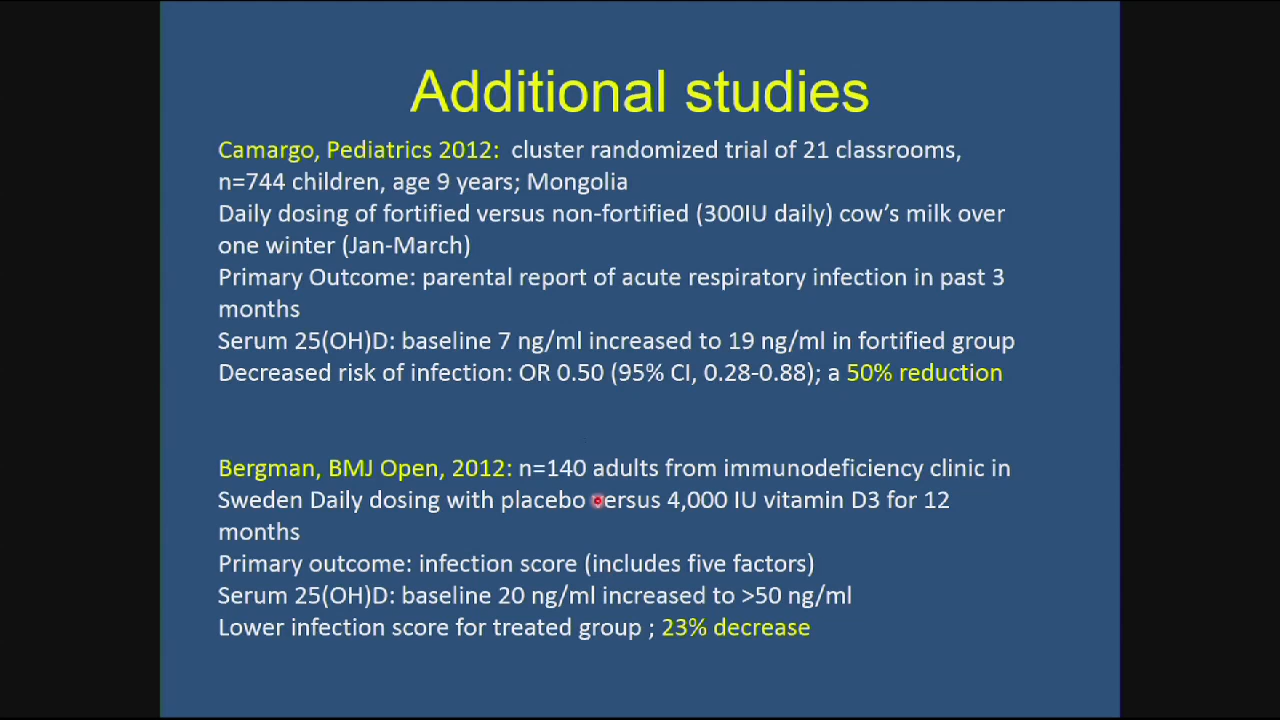 Additional studies
Camargo, Pediatrics 2012: cluster randomized trial of 21 classrooms,
n=744 children, age 9 years; Mongolia
Daily dosing of fortified versus non-fortified (300IU daily) cow's milk over
one winter (Jan-March)
Primary Outcome: parental report of acute respiratory infection in past 3
months
Serum 25(OH)D: baseline 7 ng/ml increased to 19 ng/ml in fortified group
Decreased risk of infection: OR 0.50 (95% CI, 0.28-0.88); a 50% reduction
Bergman, BMJ Open, 2012: n=140 adults from immunodeficiency clinic in
Sweden Daily dosing with placebo versus 4,000 IU vitamin D3 for 12
months
Primary outcome: infection score (includes five factors)
Serum 25(OH)D: baseline 20 ng/ml increased to >50 ng/ml
Lower infection score for treated group ; 23% decrease